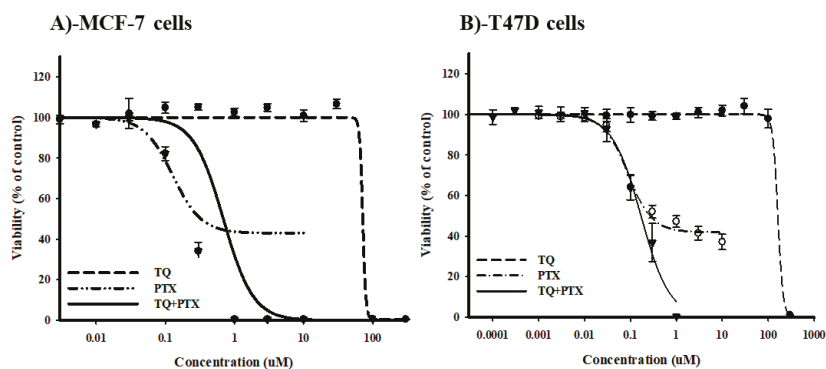 A)-MCF-7 cells
120
100
80
60
40
20
0
Viability (% of control)
TQ
PTX
TQ+PTX
0.01 0.1 1 10 100
Concentration (uM)
B)-T47D cells
120
100
80
60
40
20
0
Viability (% of control)
TQ
PTX
TQ+PTX
0.0001 0.001 0.01 0.1 1 10 100 1000
Concentration (uM)